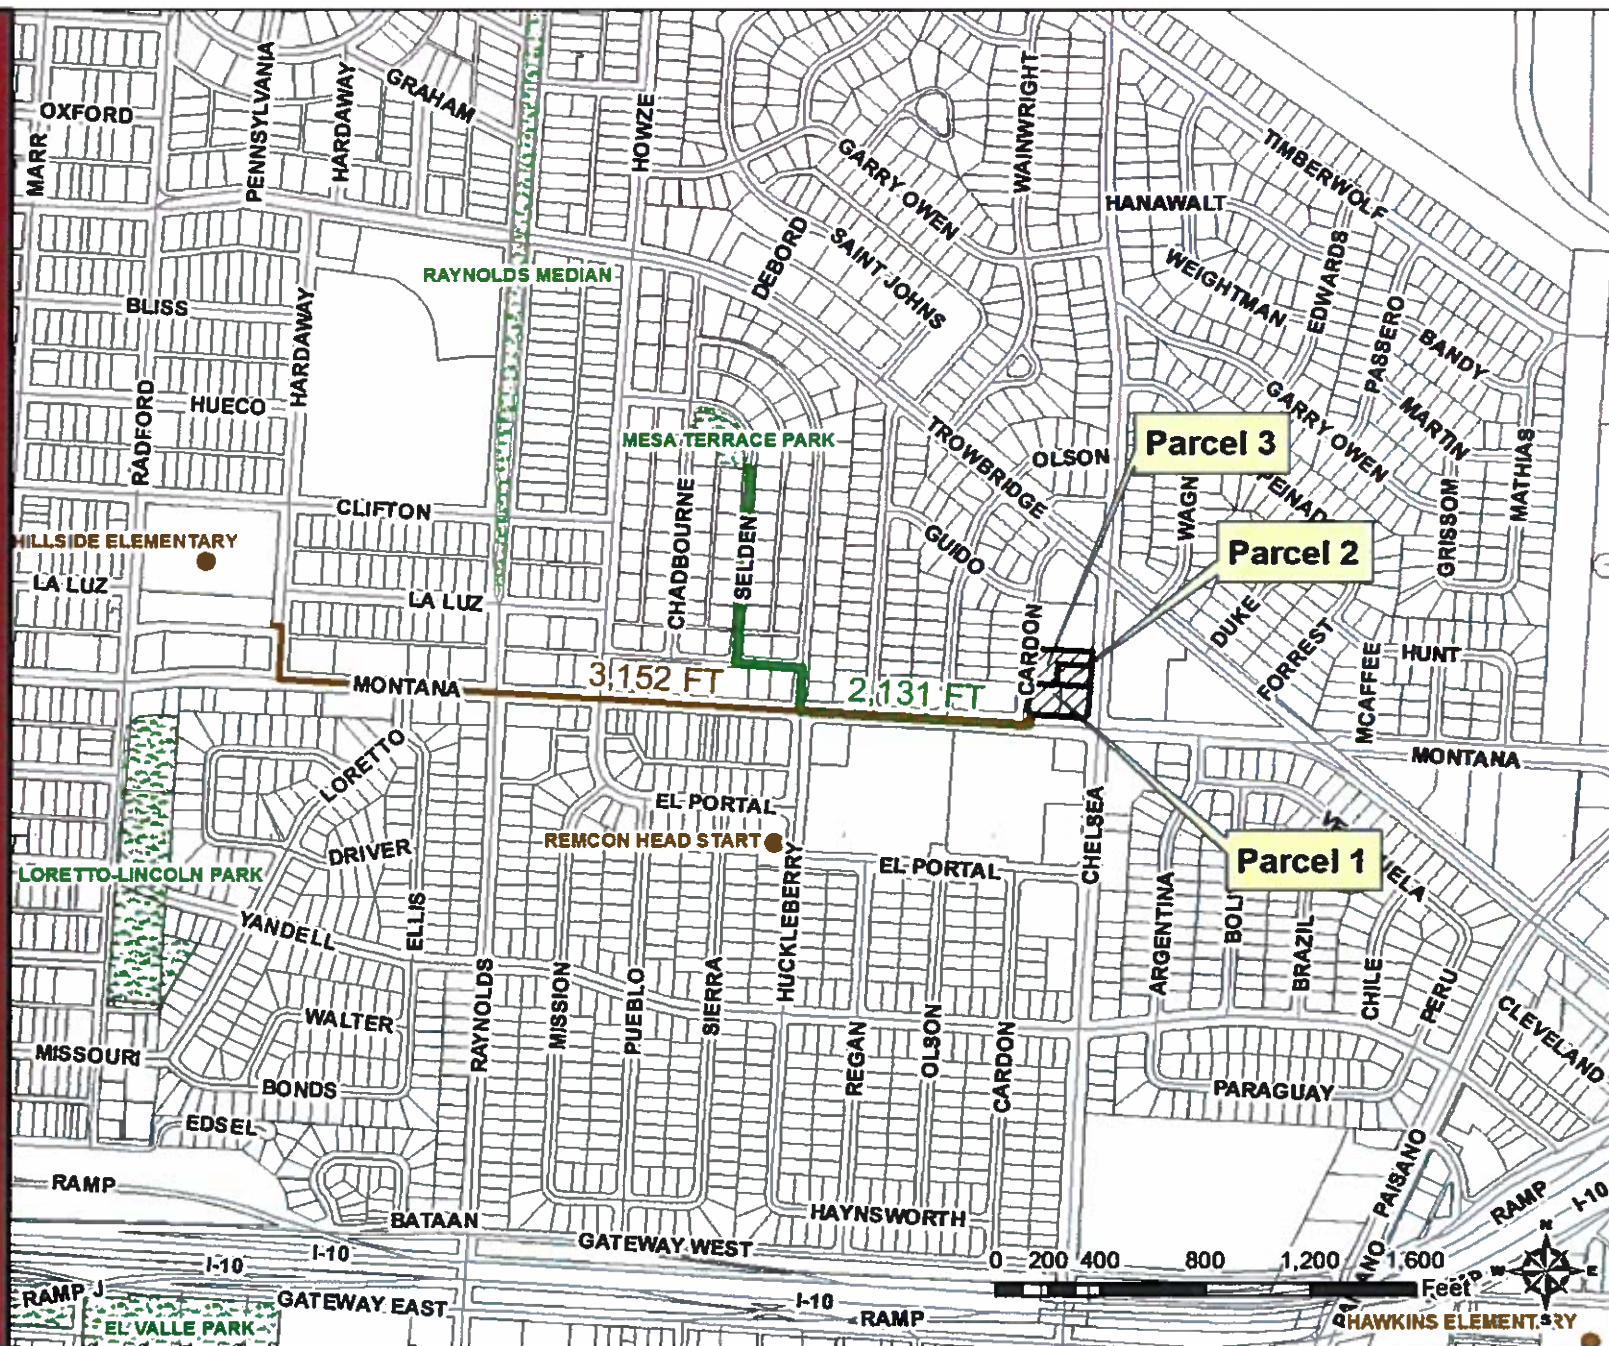 OXFORD
MARR
PENNSYLVANIA
HARDAWAY
GRAHAM
HOWZE
WAINWRIGHT
GARRY OWEN
TIMBERWOLF
HANAWALT
DEBORD
SAINT JOHNS
WEIGHTMAN
EDWARDS
RAYNOLDS MEDIAN
BLISS
HARDAWAY
PASSERO
BANDY
RADFORD
HUECO
GARRY OWEN
MARTIN
MATHIAS
MESA TERRACE PARK
TROWBRIDGE
OLSON
Parcel 3
CLIFTON
CHADBOURNE
SELDEN
WAGN
PEINAD
GRISSOM
HILLSIDE ELEMENTARY
GUIDO
Parcel 2
LA LUZ
LA LUZ
CARDON
DUKE
FORREST
MCAFFEE
HUNT
MONTANA
3,152 FT
2,131 FT
MONTANA
LORETTO
EL PORTAL
CHELSEA
DRIVER
REMCON HEAD START
HUCKLEBERRY
EL PORTAL
Parcel 1
LORETTO-LINCOLN PARK
YANDELL
ELLIS
ARGENTINA
BOLI
BRAZIL
CHILE
PERU
RAYNOLDS
MISSION
PUEBLO
SIERRA
WALTER
REGAN
OLSON
CARDON
CLEVELAND
MISSOURI
BONDS
PARAGUAY
EDSEL
PAISANO
RAMP
BATAAN
HAYNSWORTH
RAMP
I-10
GATEWAY WEST
I-10
I-10
0 200 400 800 1,200 1,600
Feet
N
W E
S
RAMP J
GATEWAY EAST
I-10
RAMP
EL VALLE PARK
HAWKINS ELEMENT
RY